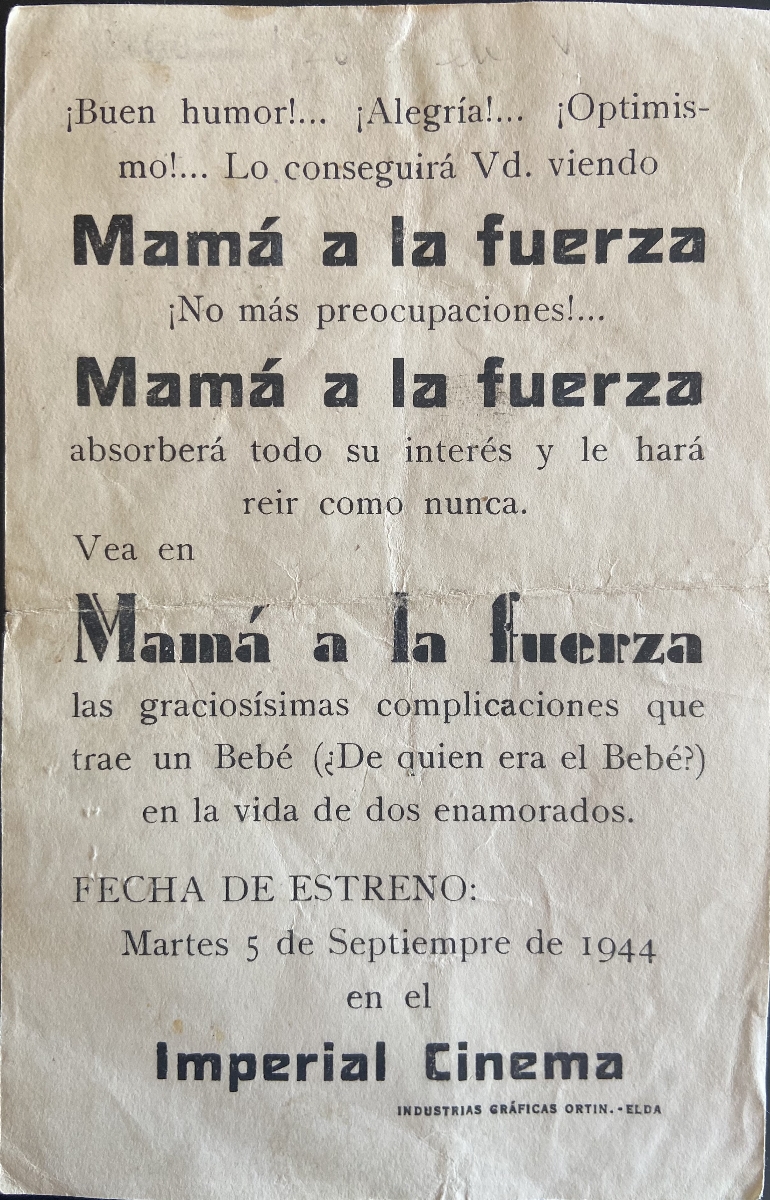 ¡Buen humor!... ¡Alegría!... ¡Optimis-
mo!... Lo conseguirá Vd. viendo
Mamá a la fuerza
¡No más preocupaciones!...
Mamá a la fuerza
absorberá todo su interés y le hará
reir como nunca.
Vea en
Mamá a la fuerza
las graciosísimas complicaciones que
trae un Bebé (¿De quien era el Bebé?)
en la vida de dos enamorados.
FECHA DE ESTRENO:
Martes 5 de Septiempre de 1944
en el
Imperial Cinema
INDUSTRIAS GRÁFICAS ORTIN.-ELDA